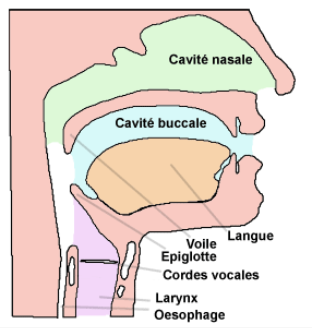 Cavité nasale
Cavité buccale
Langue
Voile
Epiglotte
Cordes vocales
Larynx
Oesophage